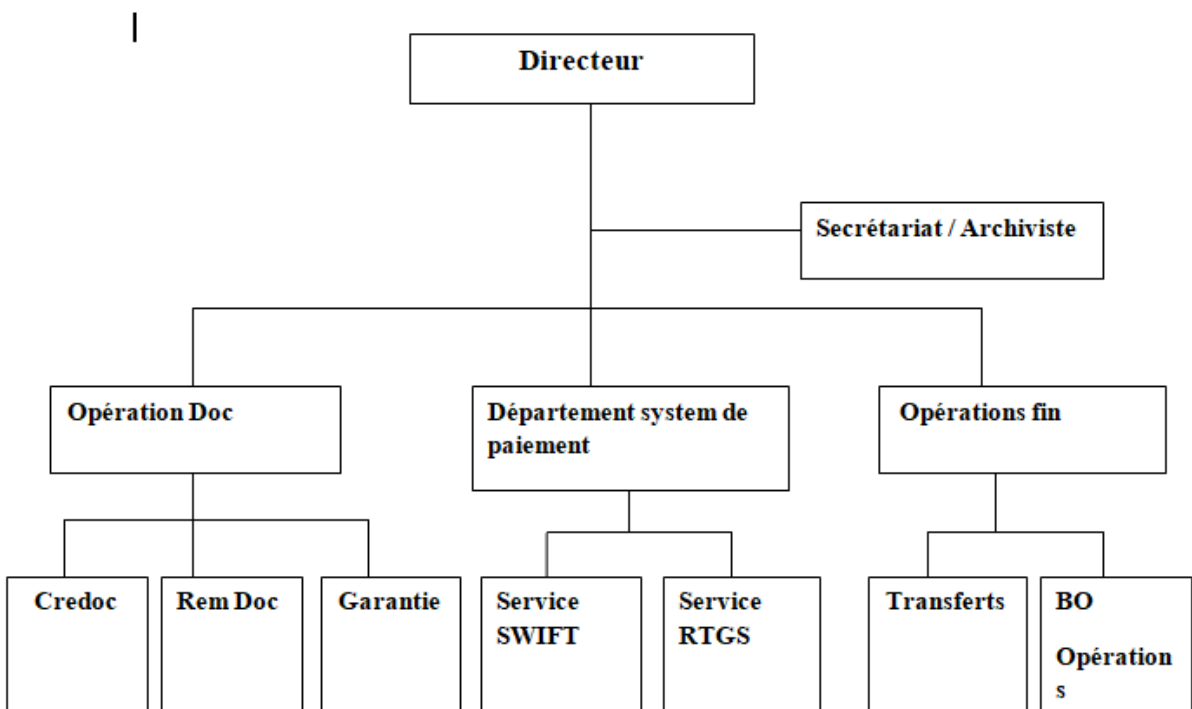 Directeur
Secrétariat / Archiviste
Opération Doc
Département system de
paiement
Opérations fin
Credoc
Rem Doc
Garantie
Service
SWIFT
Service
RTGS
Transferts
BO
Opération
s